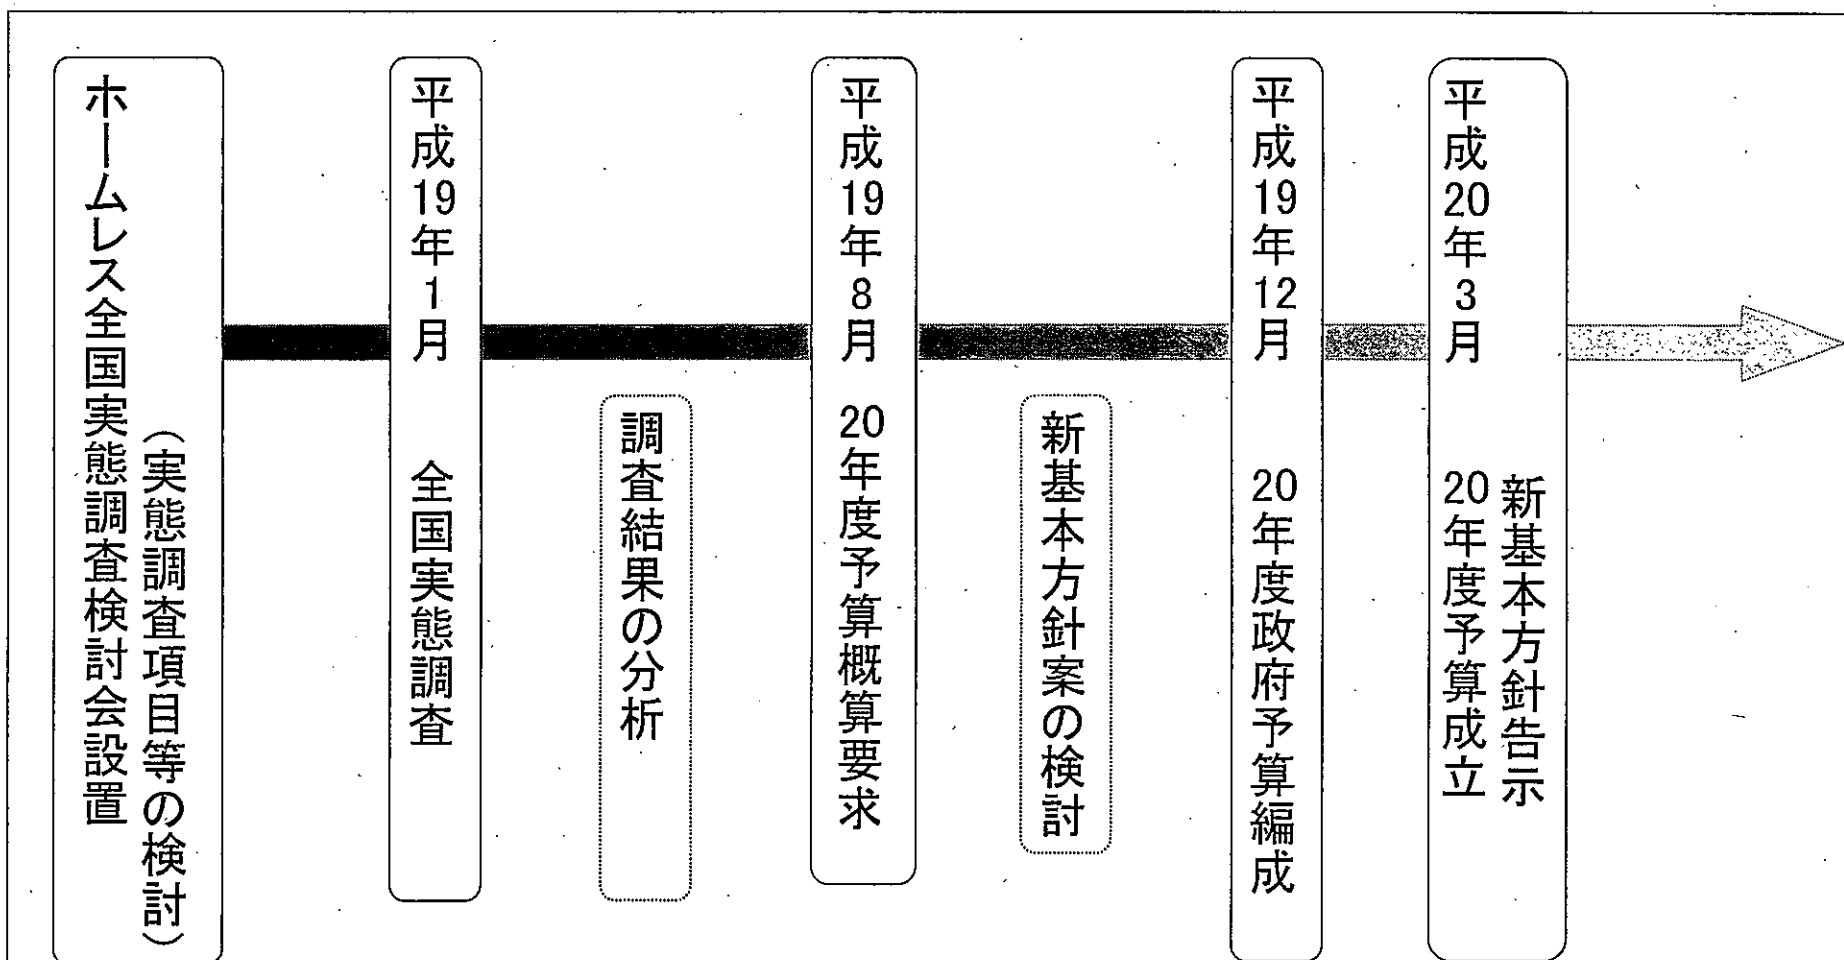 ホームレス全国実態調査検討会設置
（実態調査項目等の検討）
平成19年1月　全国実態調査
調査結果の分析
平成19年8月　20年度予算概算要求
新基本方針案の検討
平成19年12月　20年度政府予算編成
平成20年3月　20年度予算成立
新基本方針告示